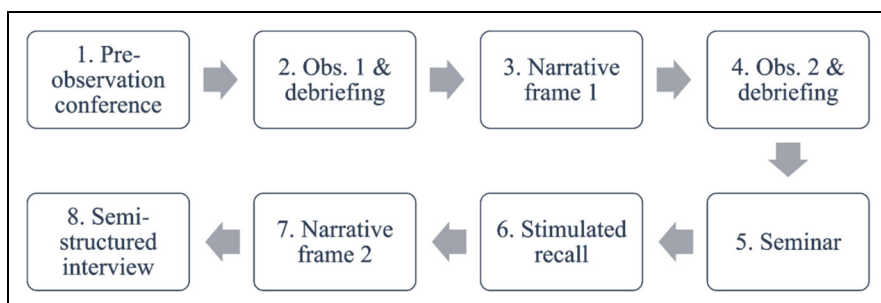 1. Pre-
observation
conference
2. Obs. 1 &
debriefing
3. Narrative
frame 1
4. Obs. 2 &
debriefing
5. Seminar
6. Stimulated
recall
7. Narrative
frame 2
8. Semi-
structured
interview